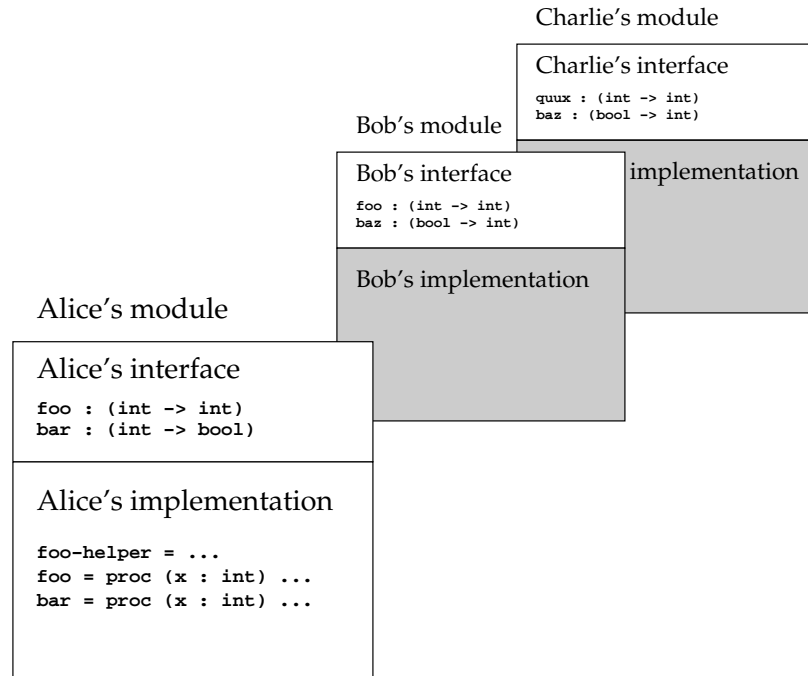 Charlie's module
Charlie's interface
quux : (int -> int)
baz : (bool -> int)
implementation
Bob's module
Bob's interface
foo : (int -> int)
baz : (bool -> int)
Bob's implementation
Alice's module
Alice's interface
foo : (int -> int)
bar : (int -> bool)
Alice's implementation
foo-helper = ...
foo = proc (x : int) ...
bar = proc (x : int) ...